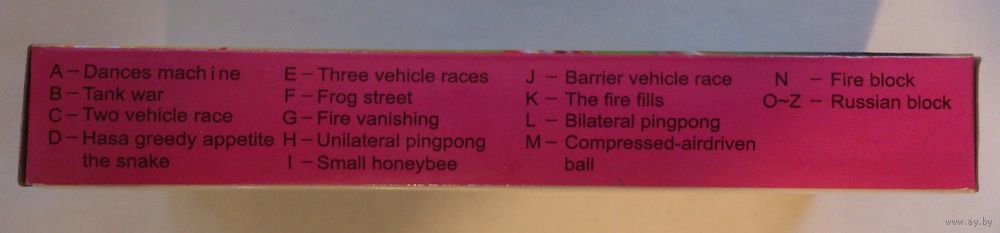 A – Dances machine
B – Tank war
C – Two vehicle race
D – Hasa greedy appetite
the snake
E – Three vehicle races
F – Frog street
G – Fire vanishing
H – Unilateral pingpong
I – Small honeybee
J – Barrier vehicle race
K – The fire fills
L – Bilateral pingpong
M – Compressed-airdriven
ball
N – Fire block
O~Z – Russian block
www.ay.by